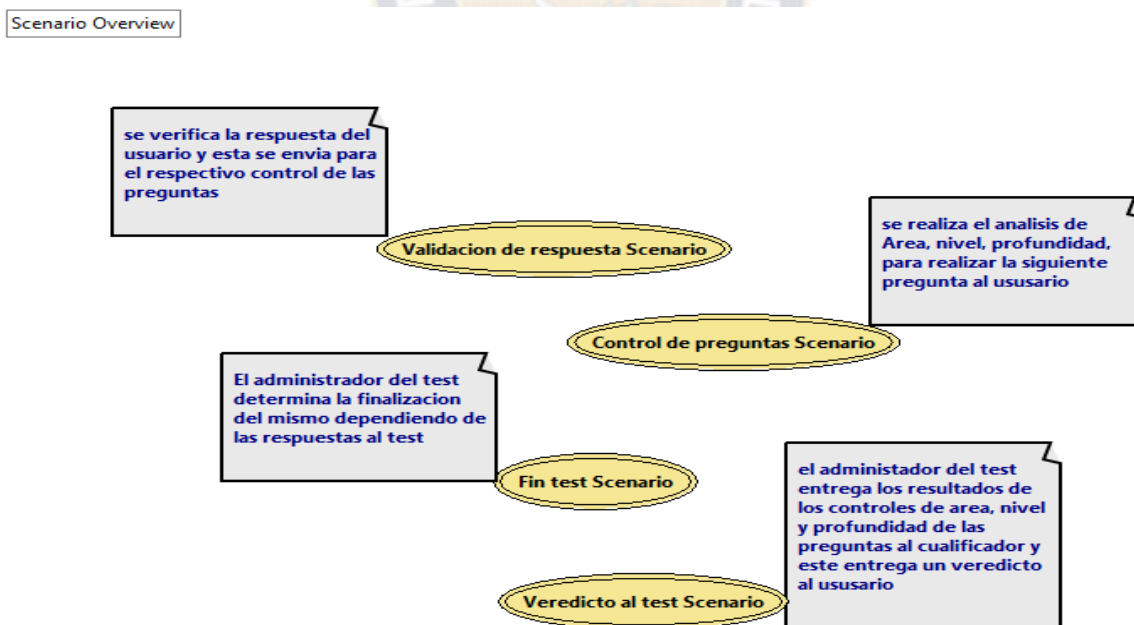 Scenario Overview
se verifica la respuesta del
usuario y esta se envia para
el respectivo control de las
preguntas
Validacion de respuesta Scenario
se realiza el analisis de
Area, nivel, profundidad,
para realizar la siguiente
pregunta al ususario
Control de preguntas Scenario
El administrador del test
determina la finalizacion
del mismo dependiendo de
las respuestas al test
Fin test Scenario
el administador del test
entrega los resultados de
los controles de area, nivel
y profundidad de las
preguntas al cualificador y
este entrega un veredicto
al ususario
Veredicto al test Scenario